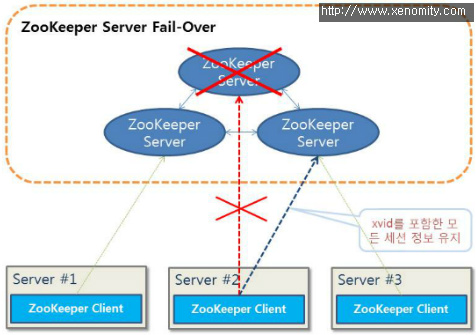 http://www.xenomity.com
ZooKeeper Server Fail-Over
ZooKeeper
Server
ZooKeeper
Server
ZooKeeper
Server
xvid를 포함한 모
든 세션 정보 유지
Server #1
ZooKeeper Client
Server #2
ZooKeeper Client
Server #3
ZooKeeper Client